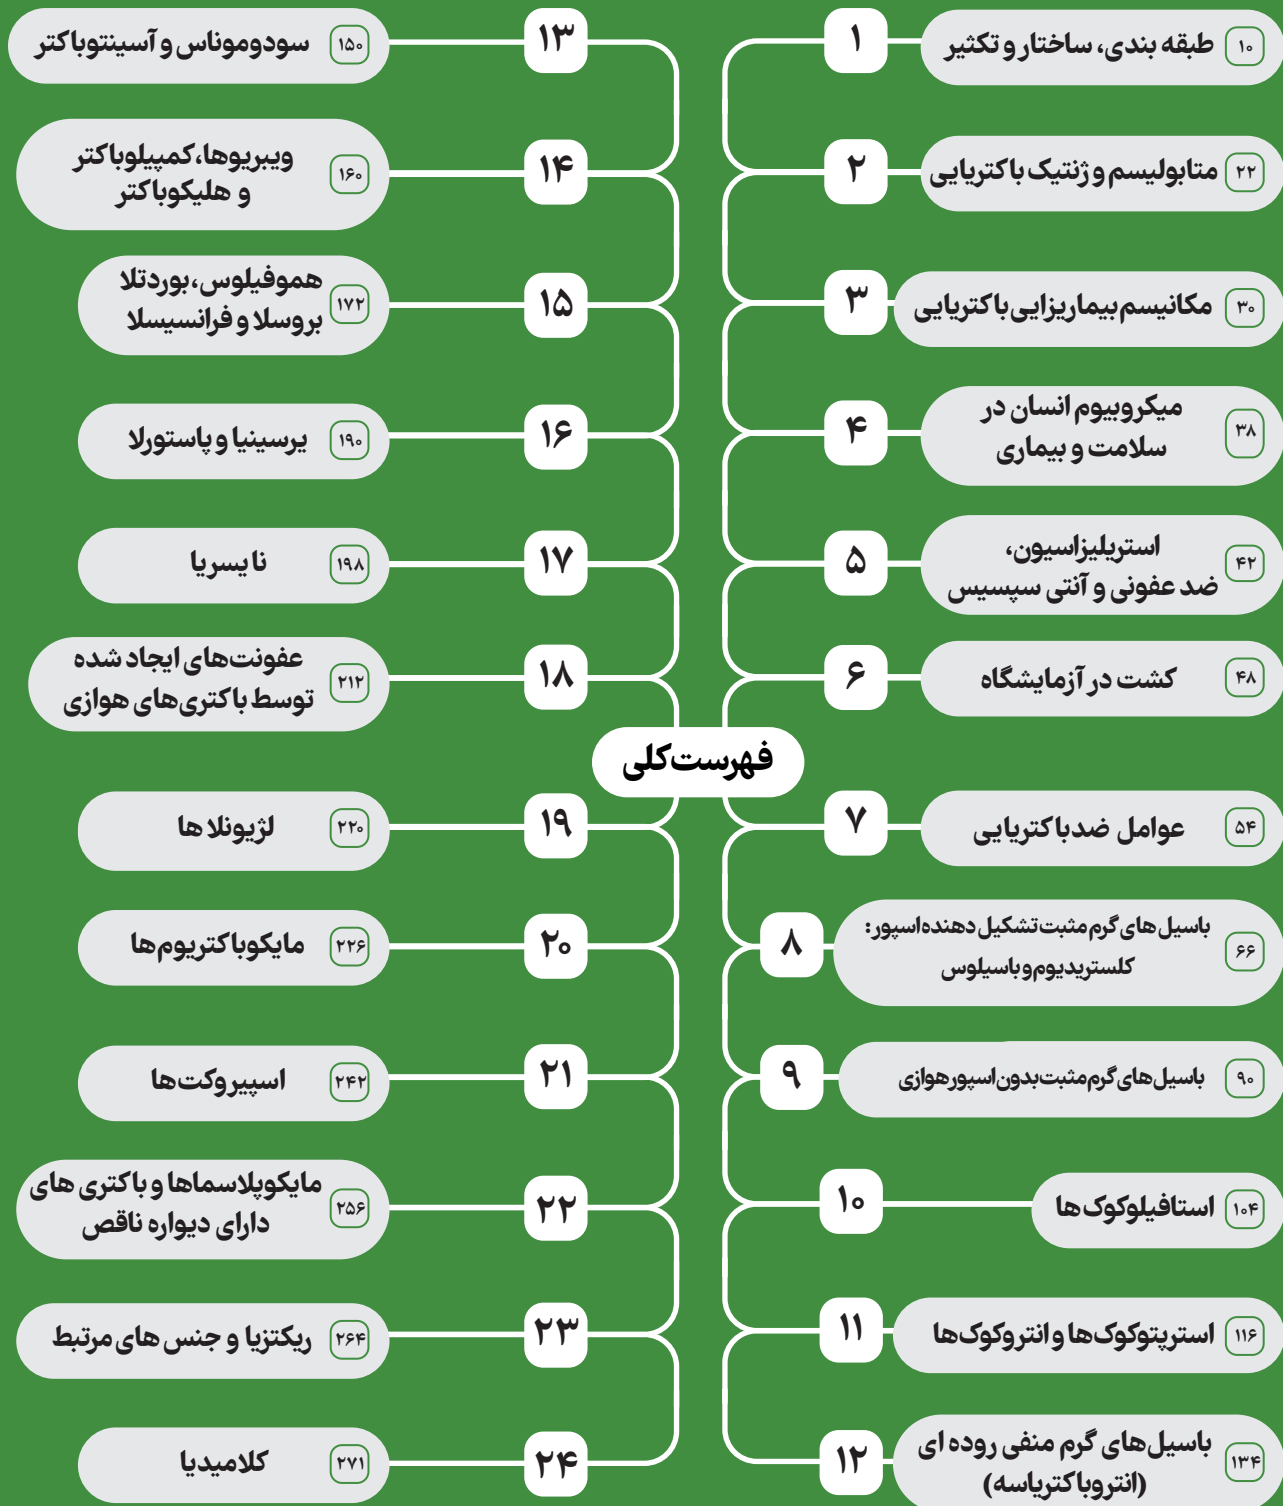 فهرست کلی
۱
۱۰
طبقه بندی، ساختار و تکثیر
۲
۲۲
متابولیسم و ژنتیک باکتریایی
۳
۳۰
مکانیسم بیماریزایی باکتریایی
۴
۳۸
میکروبیوم انسان در
سلامت و بیماری
۵
۴۲
استریلیزاسیون،
ضد عفونی و آنتی سپسیس
۶
۴۸
کشت در آزمایشگاه
۷
۵۴
عوامل ضدباکتریایی
۸
۶۶
باسیل های گرم مثبت تشکیل دهنده اسپور:
کلستریدیوم و باسیلوس
۹
۹۰
باسیل های گرم مثبت بدون اسپور هوازی
۱۰
۱۰۴
استافیلوکوک ها
۱۱
۱۱۶
استرپتوکوک‌ها و انتروکوک‌ها
۱۲
۱۳۴
باسیل‌های گرم منفی روده ای
(انتروباکتریاسه)
۱۳
۱۵۰
سودوموناس و آسینتوباکتر
۱۴
۱۶۰
ویبریوها،کمپیلوباکتر
و هلیکوباکتر
۱۵
۱۷۲
هموفیلوس،بوردتلا
بروسلا و فرانسیسلا
۱۶
۱۹۰
یرسینیا و پاستورلا
۱۷
۱۹۸
نایسریا
۱۸
۲۱۲
عفونت‌های ایجاد شده
توسط باکتری‌های هوازی
۱۹
۲۲۰
لژیونلا ها
۲۰
۲۲۶
مایکوباکتریوم‌ها
۲۱
۲۴۲
اسپیروکت‌ها
۲۲
۲۵۶
مایکوپلاسماها و باکتری های
دارای دیواره ناقص
۲۳
۲۶۴
ریکتزیا و جنس های مرتبط
۲۴
۲۷۱
کلامیدیا